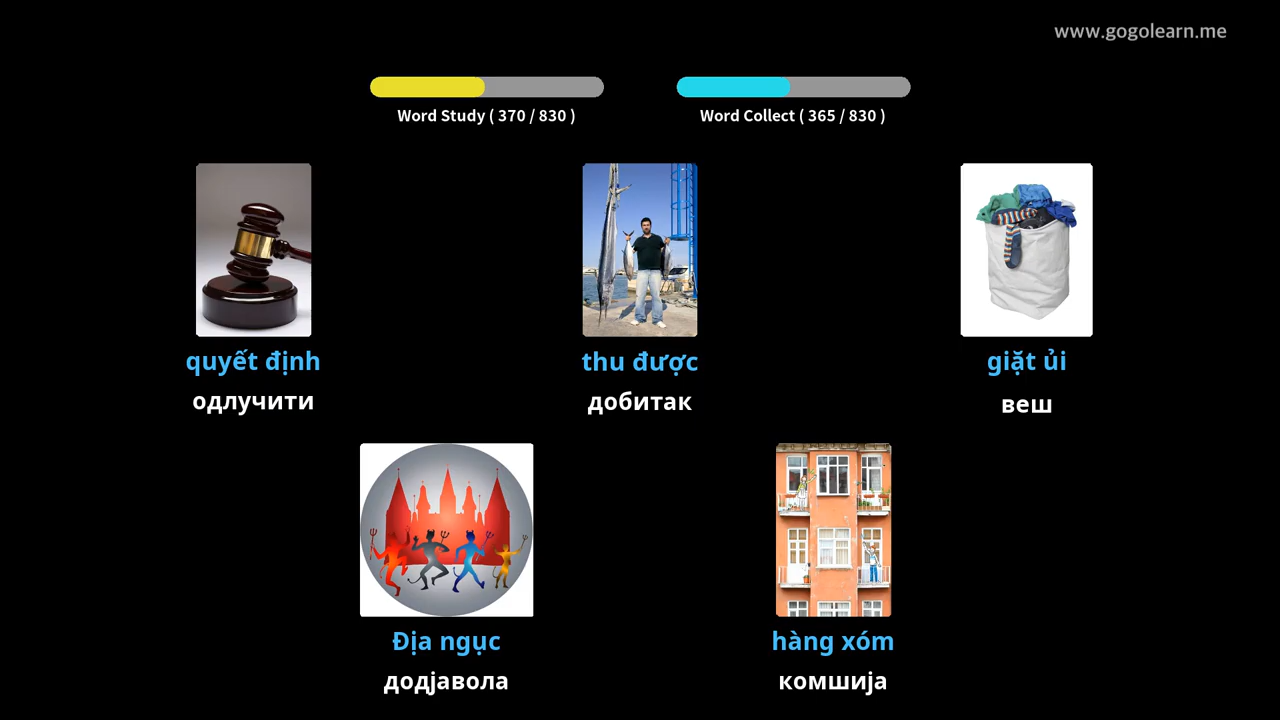 www.gogolearn.me
Word Study ( 370 / 830 )
Word Collect ( 365 / 830 )
quyết định
thu được
giặt ủi
одлучити
добитак
веш
Địa ngục
hàng xóm
додјавола
комшија